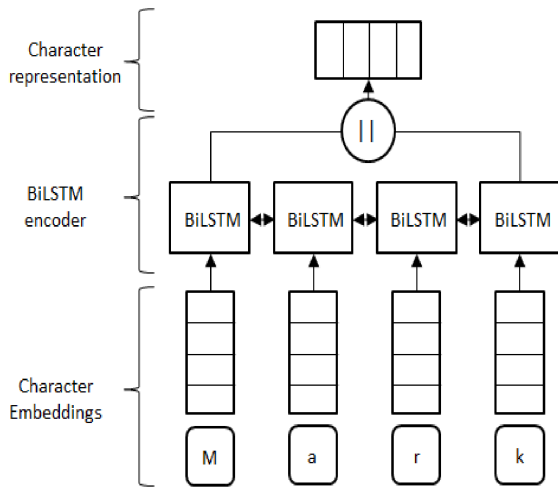 Character
representation
||
BiLSTM
encoder
BiLSTM BiLSTM BiLSTM BiLSTM
Character
Embeddings
M a r k